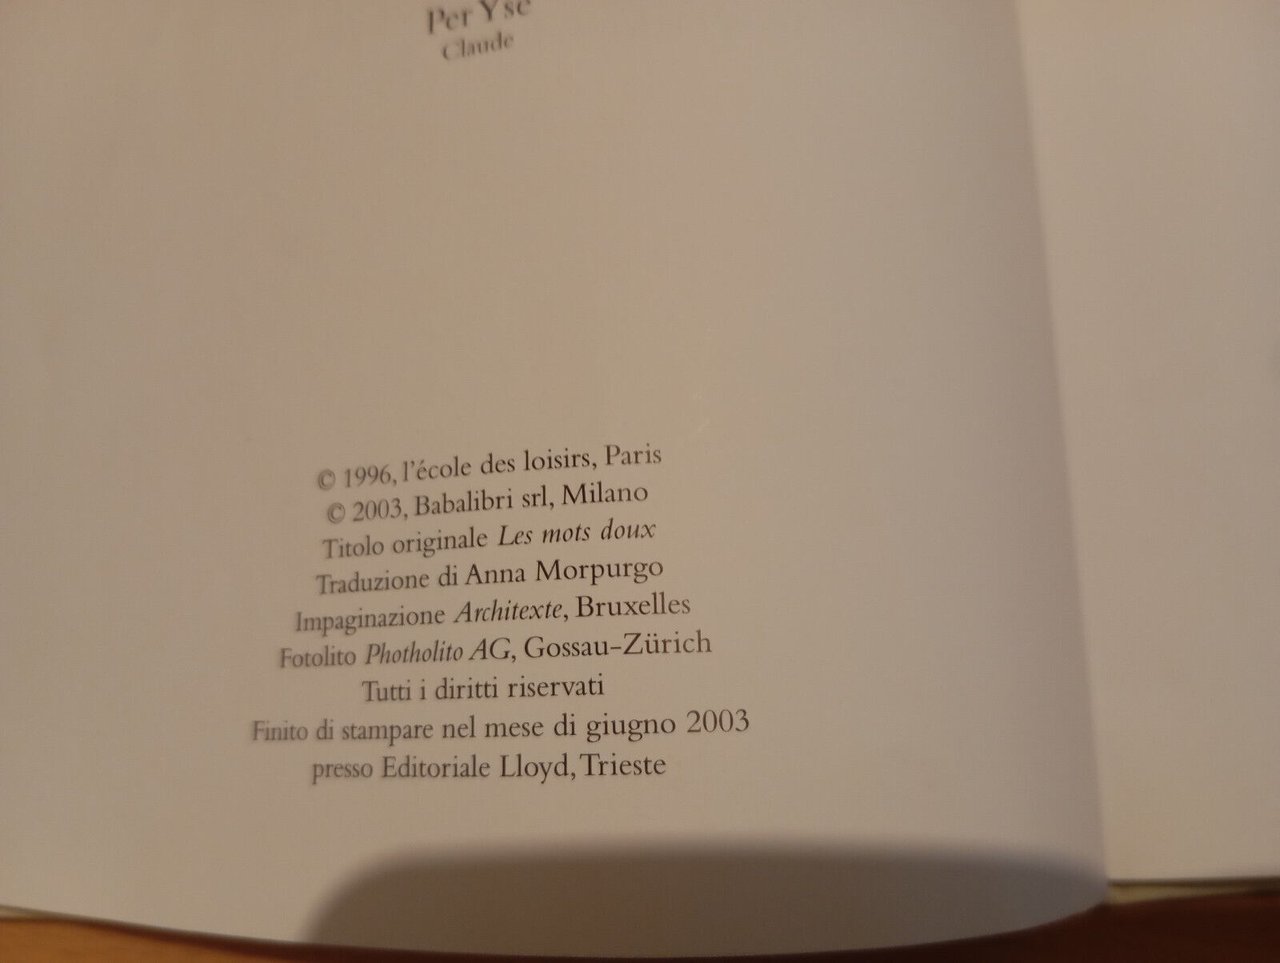 Per Yse
Claude
© 1996, l'école des loisirs, Paris
© 2003, Babalibri srl, Milano
Titolo originale Les mots doux
Traduzione di Anna Morpurgo
Impaginazione Architexte, Bruxelles
Fotolito Photholito AG, Gossau-Zürich
Tutti i diritti riservati
Finito di stampare nel mese di giugno 2003
presso Editoriale Lloyd, Trieste